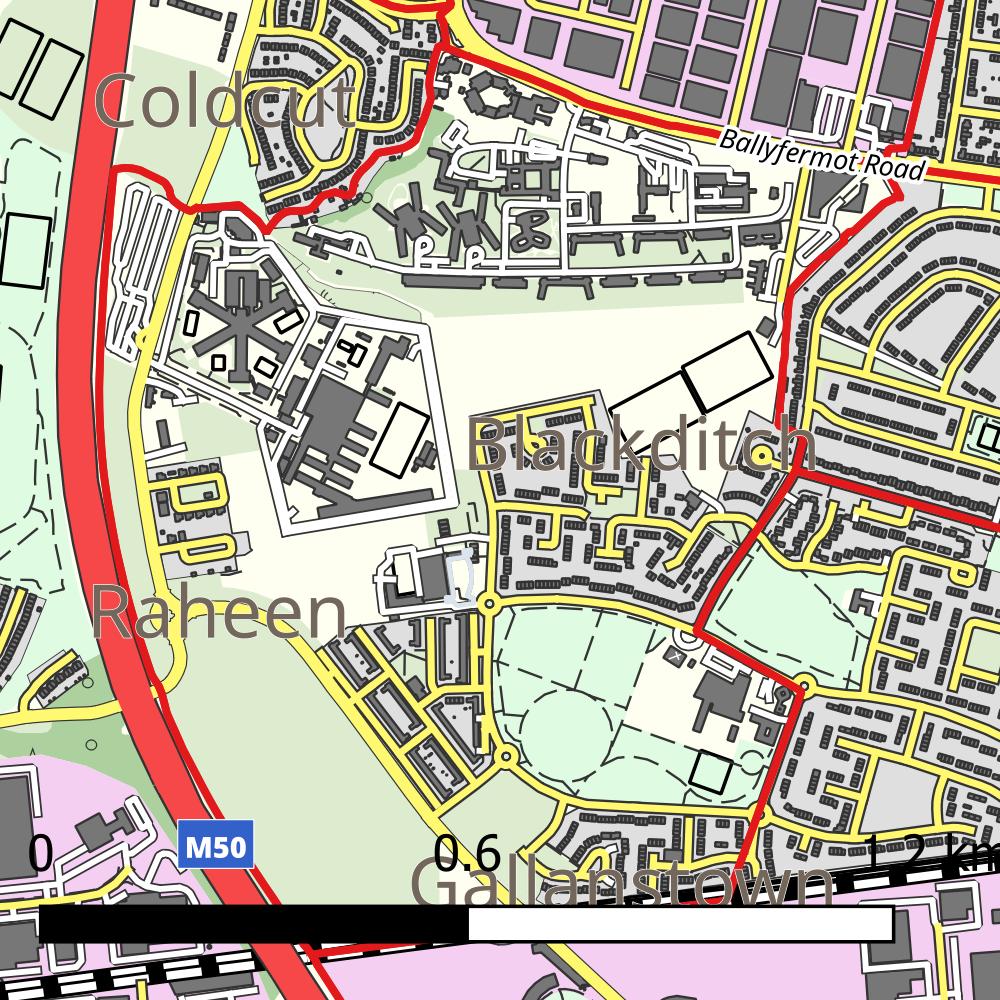 Coldcut
Ballyfermot Road
Blackditch
Raheen
M50
0
0.6
1.2 km
Gallanstown